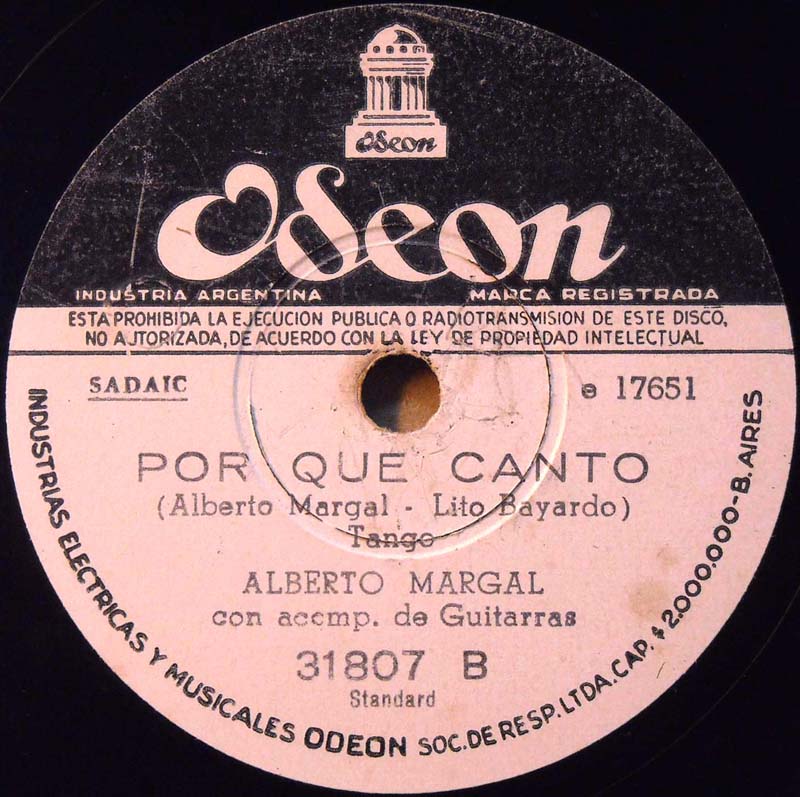 Odeon
Odeon
INDUSTRIA ARGENTINA
MARCA REGISTRADA
ESTA PROHIBIDA LA EJECUCION PUBLICA O RADIOTRANSMISION DE ESTE DISCO,
NO AUTORIZADA, DE ACUERDO CON LA LEY DE PROPIEDAD INTELECTUAL
SADAIC
e 17651
POR QUE CANTO
(Alberto Margal - Lito Bayardo)
Tango
ALBERTO MARGAL
con acomp. de Guitarras
31807 B
Standard
INDUSTRIAS ELECTRICAS Y MUSICALES ODEON SOC. DE RESP. LTDA. CAP. $ 2.000.000-B. AIRES